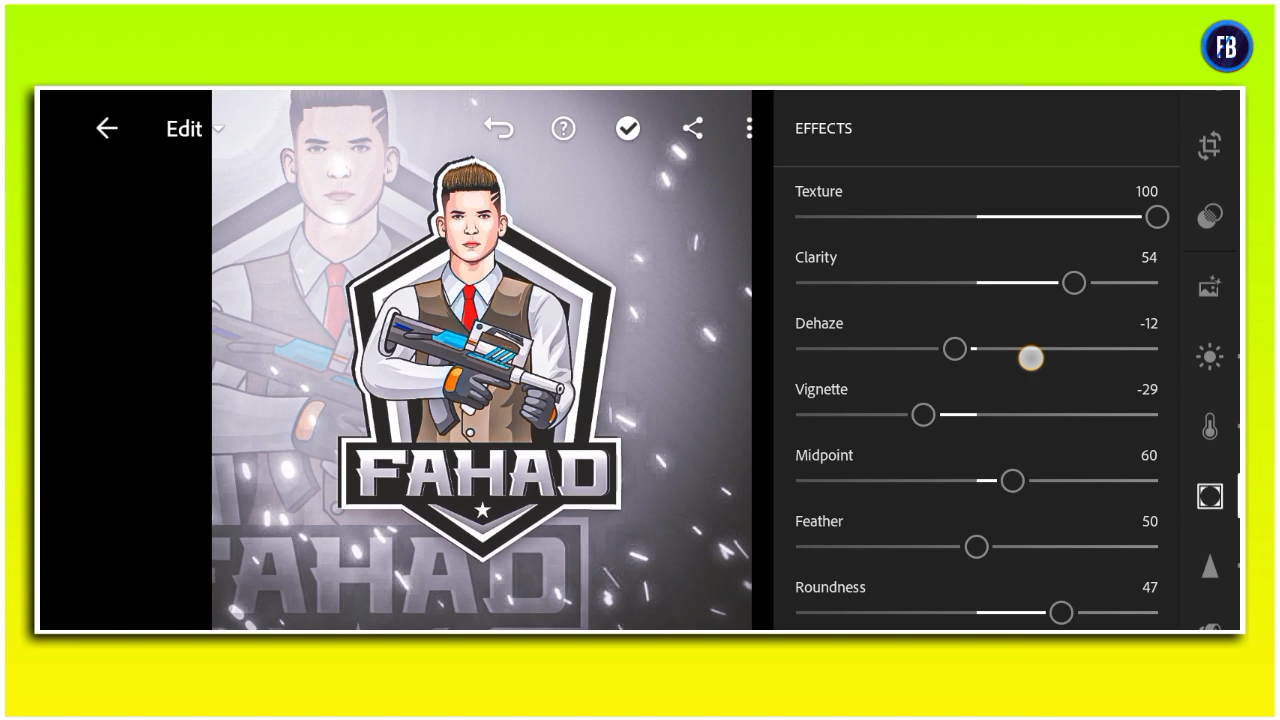 FB
Edit
EFFECTS
Texture 100
Clarity 54
Dehaze -12
Vignette -29
Midpoint 60
Feather 50
Roundness 47
FAHAD
FAHAD